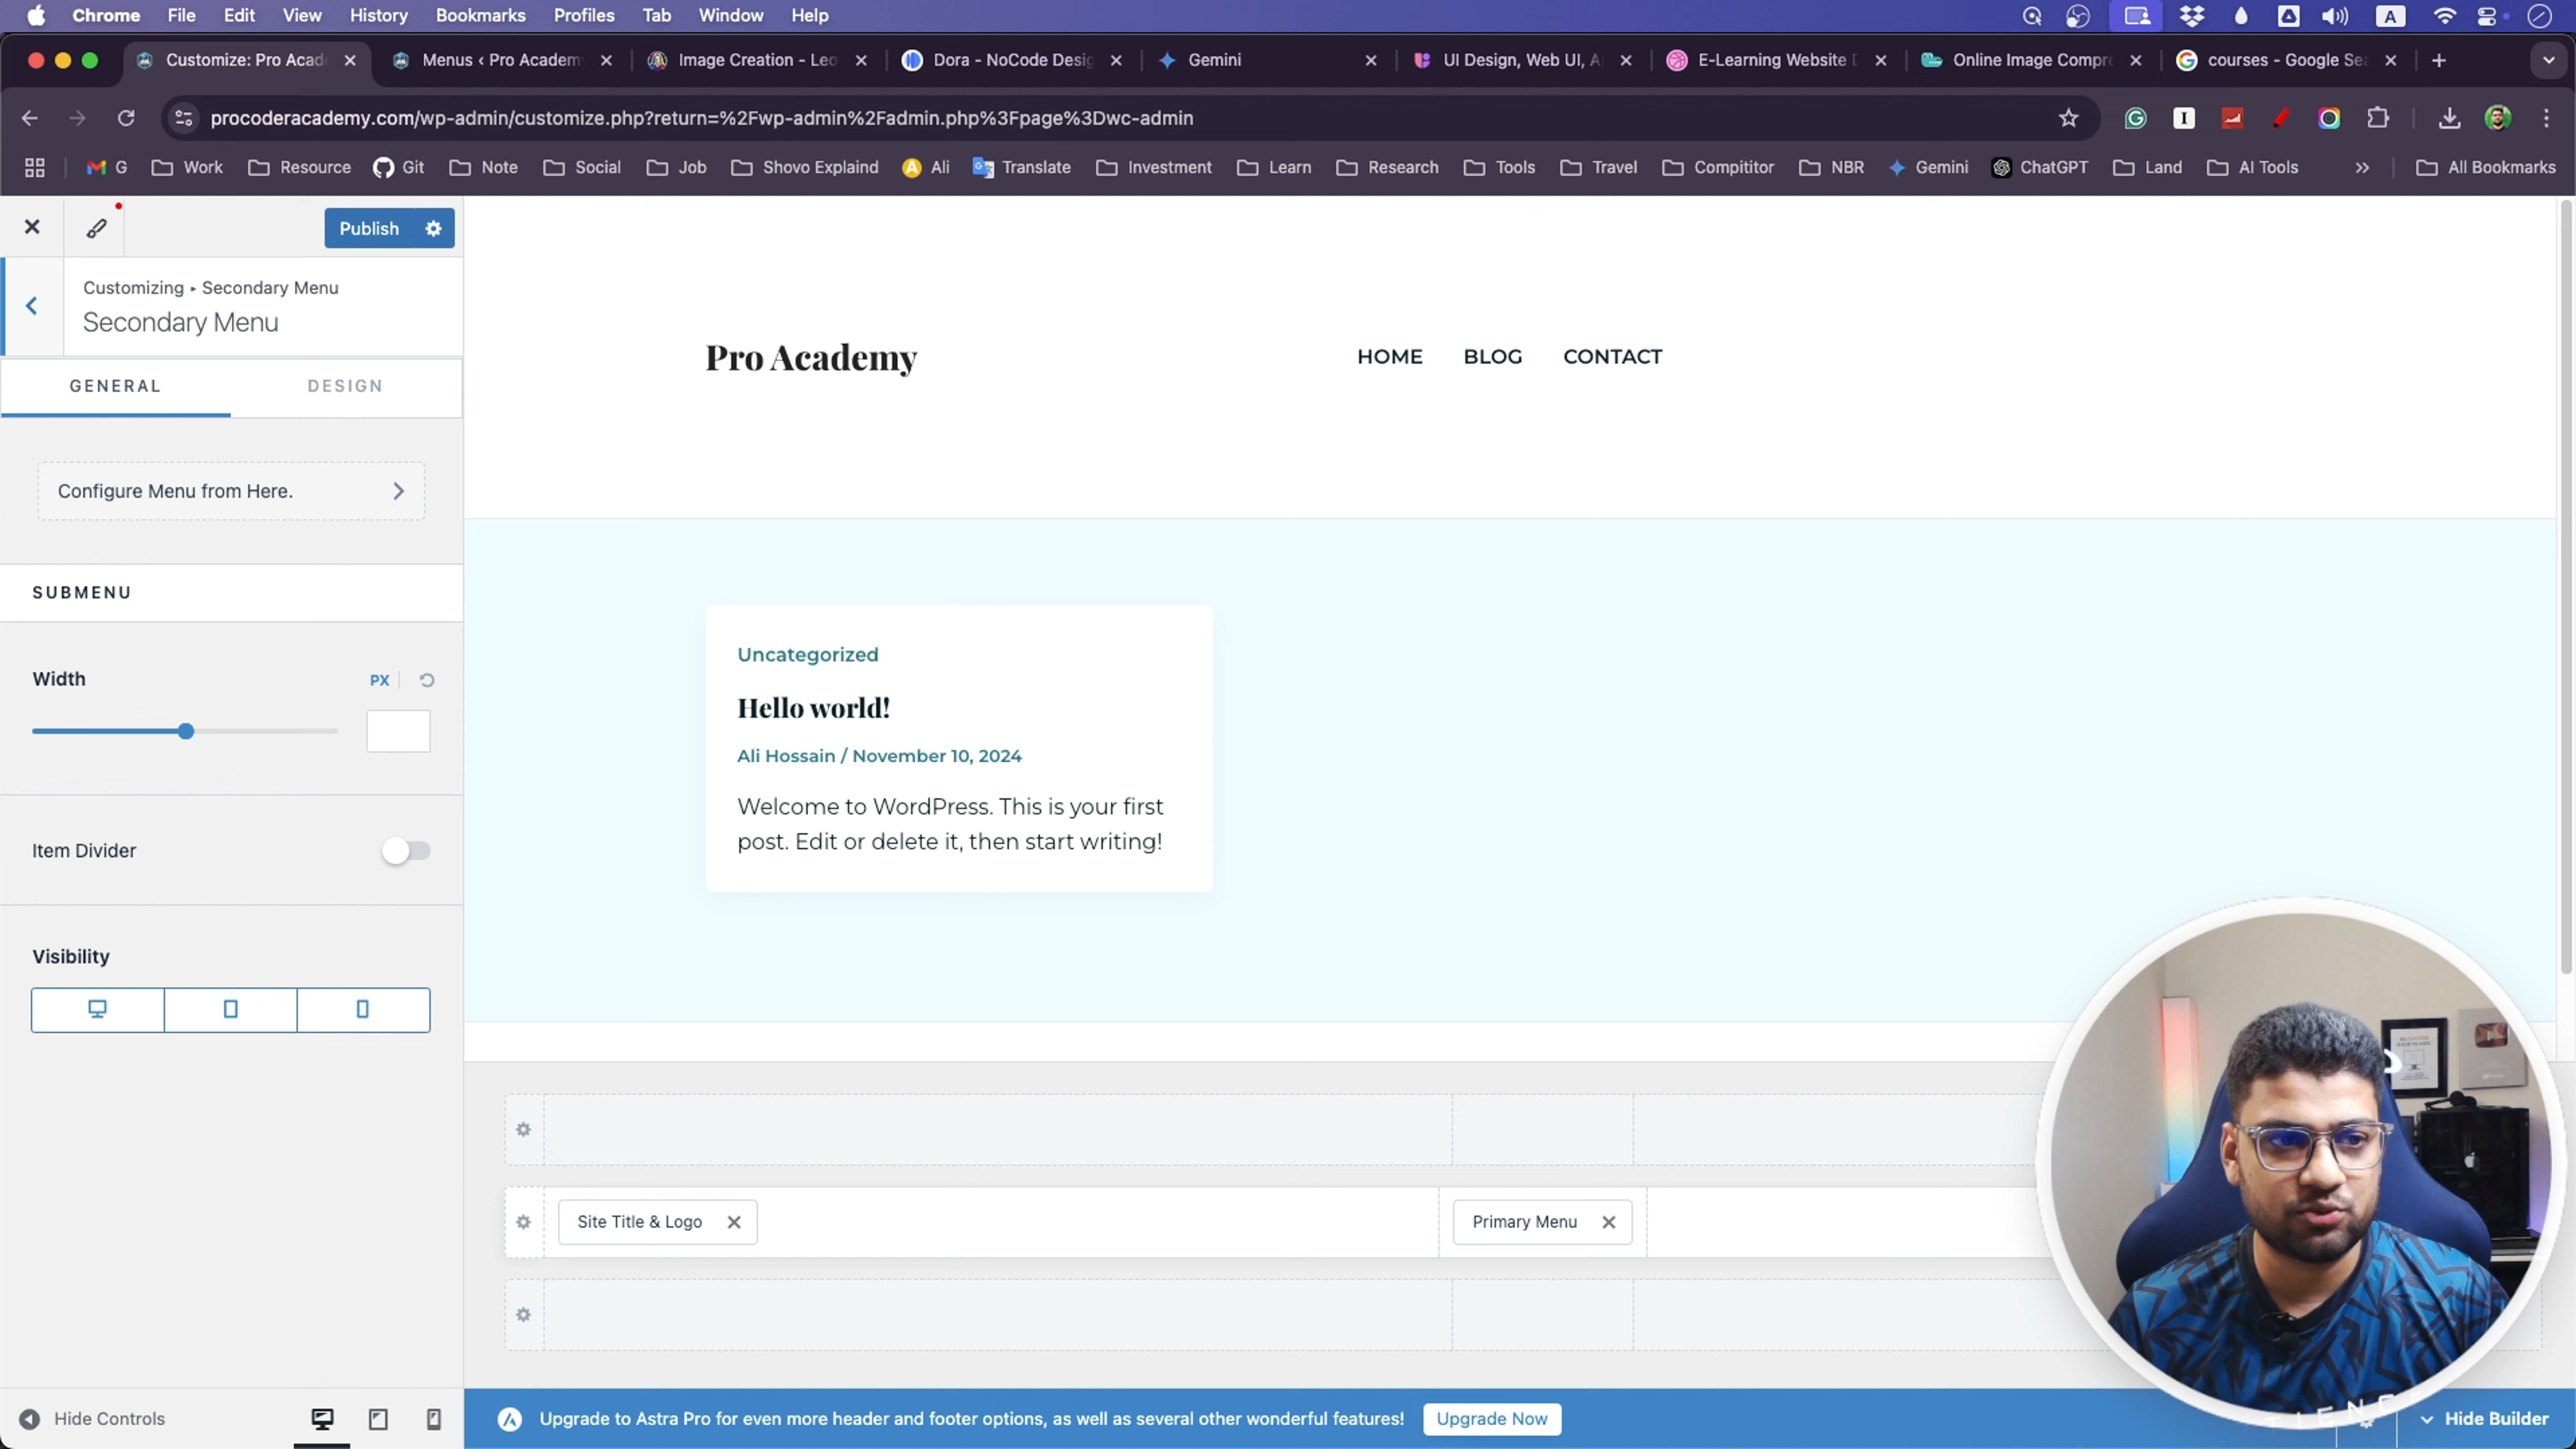 Chrome File Edit View History Bookmarks Profiles Tab Window Help
A
Customize: Pro Acad
Menus ‹ Pro Academ
Image Creation - Leo
Dora - NoCode Desig
Gemini
UI Design, Web UI, A
E-Learning Website D
Online Image Compre
courses - Google Sea
procoderacademy.com/wp-admin/customize.php?return=%2Fwp-admin%2Fadmin.php%3Fpage%3Dwc-admin
G Work Resource Git Note Social Job Shovo Explaind Ali Translate Investment Learn Research Tools Travel Compititor NBR Gemini ChatGPT Land AI Tools » All Bookmarks
Publish
Customizing ▸ Secondary Menu
Secondary Menu
GENERAL DESIGN
Configure Menu from Here.
SUBMENU
Width PX
Item Divider
Visibility
Hide Controls
Pro Academy
HOME BLOG CONTACT
Uncategorized
Hello world!
Ali Hossain / November 10, 2024
Welcome to WordPress. This is your first
post. Edit or delete it, then start writing!
Site Title & Logo
Primary Menu
Upgrade to Astra Pro for even more header and footer options, as well as several other wonderful features! Upgrade Now
Hide Builder